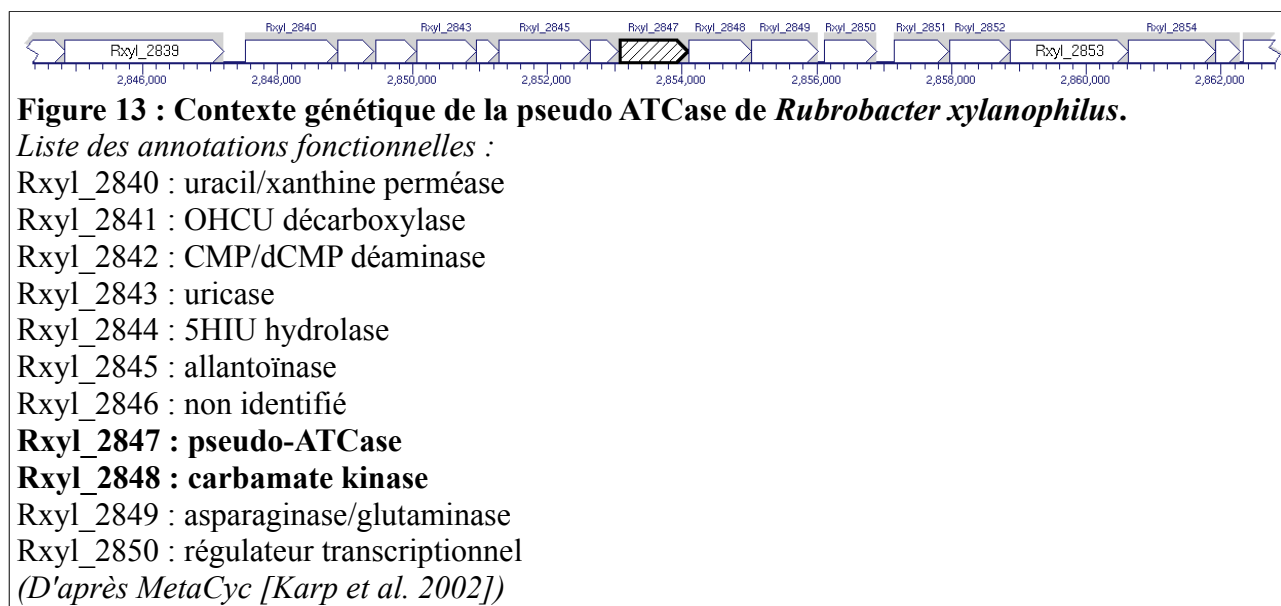 Rxyl_2840 Rxyl_2843 Rxyl_2845 Rxyl_2847 Rxyl_2848 Rxyl_2849 Rxyl_2850 Rxyl_2851 Rxyl_2852 Rxyl_2854
Rxyl_2839 Rxyl_2853
2,846,000 2,848,000 2,850,000 2,852,000 2,854,000 2,856,000 2,858,000 2,860,000 2,862,000
Figure 13 : Contexte génétique de la pseudo ATCase de Rubrobacter xylanophilus.
Liste des annotations fonctionnelles :
Rxyl_2840 : uracil/xanthine perméase
Rxyl_2841 : OHCU décarboxylase
Rxyl_2842 : CMP/dCMP déaminase
Rxyl_2843 : uricase
Rxyl_2844 : 5HIU hydrolase
Rxyl_2845 : allantoïnase
Rxyl_2846 : non identifié
Rxyl_2847 : pseudo-ATCase
Rxyl_2848 : carbamate kinase
Rxyl_2849 : asparaginase/glutaminase
Rxyl_2850 : régulateur transcriptionnel
(D'après MetaCyc [Karp et al. 2002])